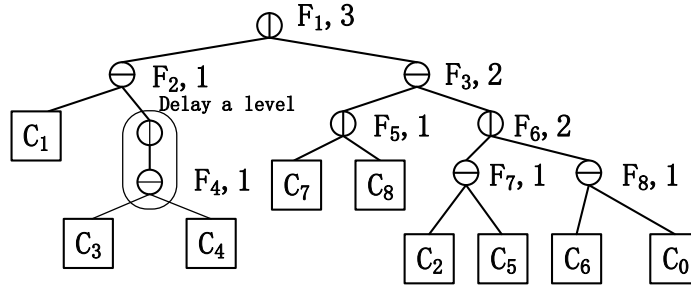 F₁, 3
F₂, 1
F₃, 2
Delay a level
C₁
F₅, 1
F₆, 2
F₄, 1
C₇
C₈
F₇, 1
F₈, 1
C₃
C₄
C₂
C₅
C₆
C₀